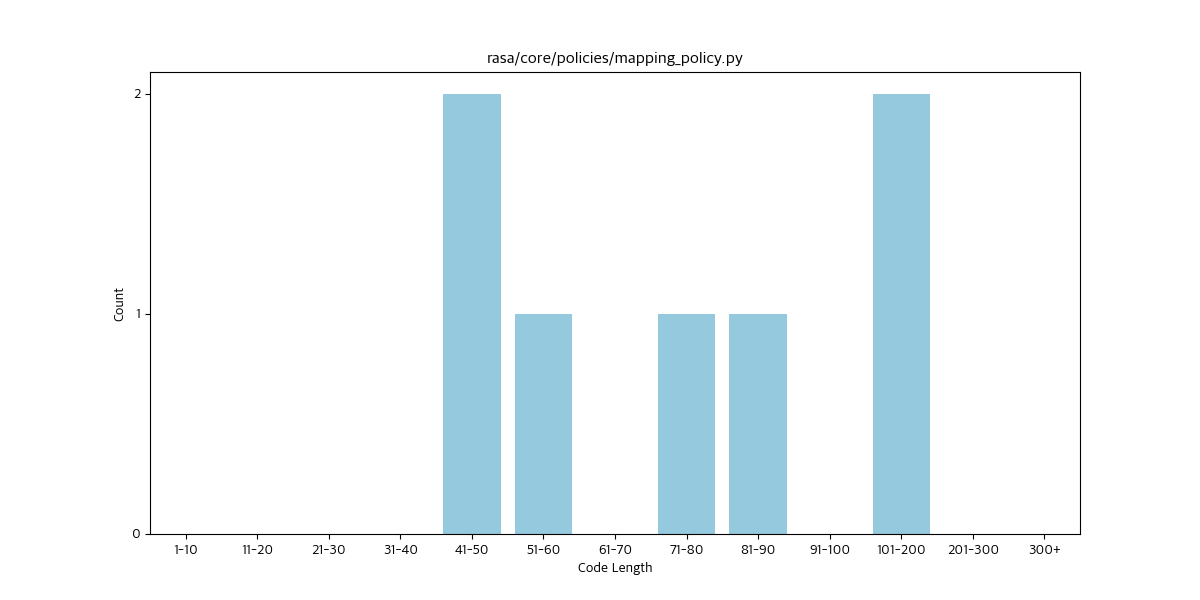 rasa/core/policies/mapping_policy.py
Count
2
1
0
1-10 11-20 21-30 31-40 41-50 51-60 61-70 71-80 81-90 91-100 101-200 201-300 300+
Code Length